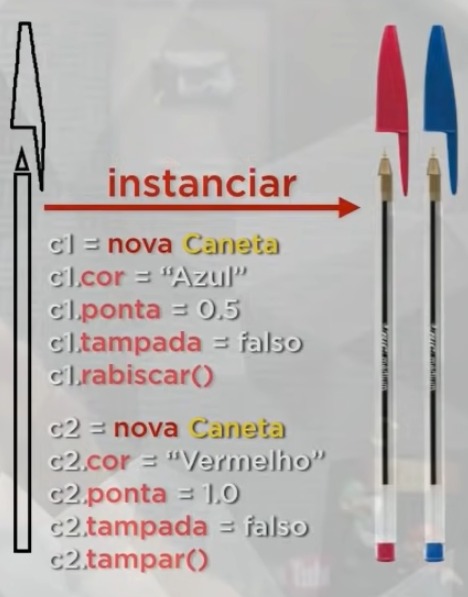 instanciar
c1 = nova Caneta
c1.cor = “Azul”
c1.ponta = 0.5
c1.tampada = falso
c1.rabiscar()
c2 = nova Caneta
c2.cor = “Vermelho”
c2.ponta = 1.0
c2.tampada = falso
c2.tampar()